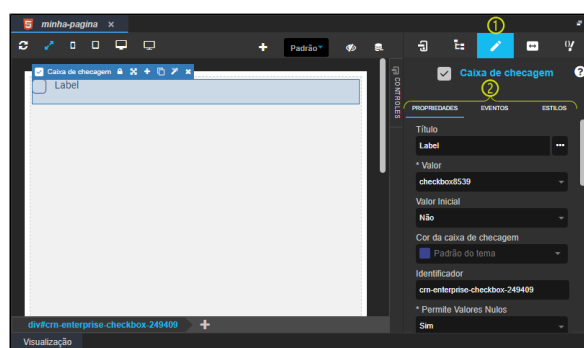 minha-pagina ×
1
Padrão
Caixa de checagem
Label
CONTROLES
Caixa de checagem
2
PROPRIEDADES EVENTOS ESTILOS
Título
Label
* Valor
checkbox8539
Valor Inicial
Não
Cor da caixa de checagem
Padrão do tema
Identificador
crn-enterprise-checkbox-249409
* Permite Valores Nulos
Sim
div#crn-enterprise-checkbox-249409
Visualização